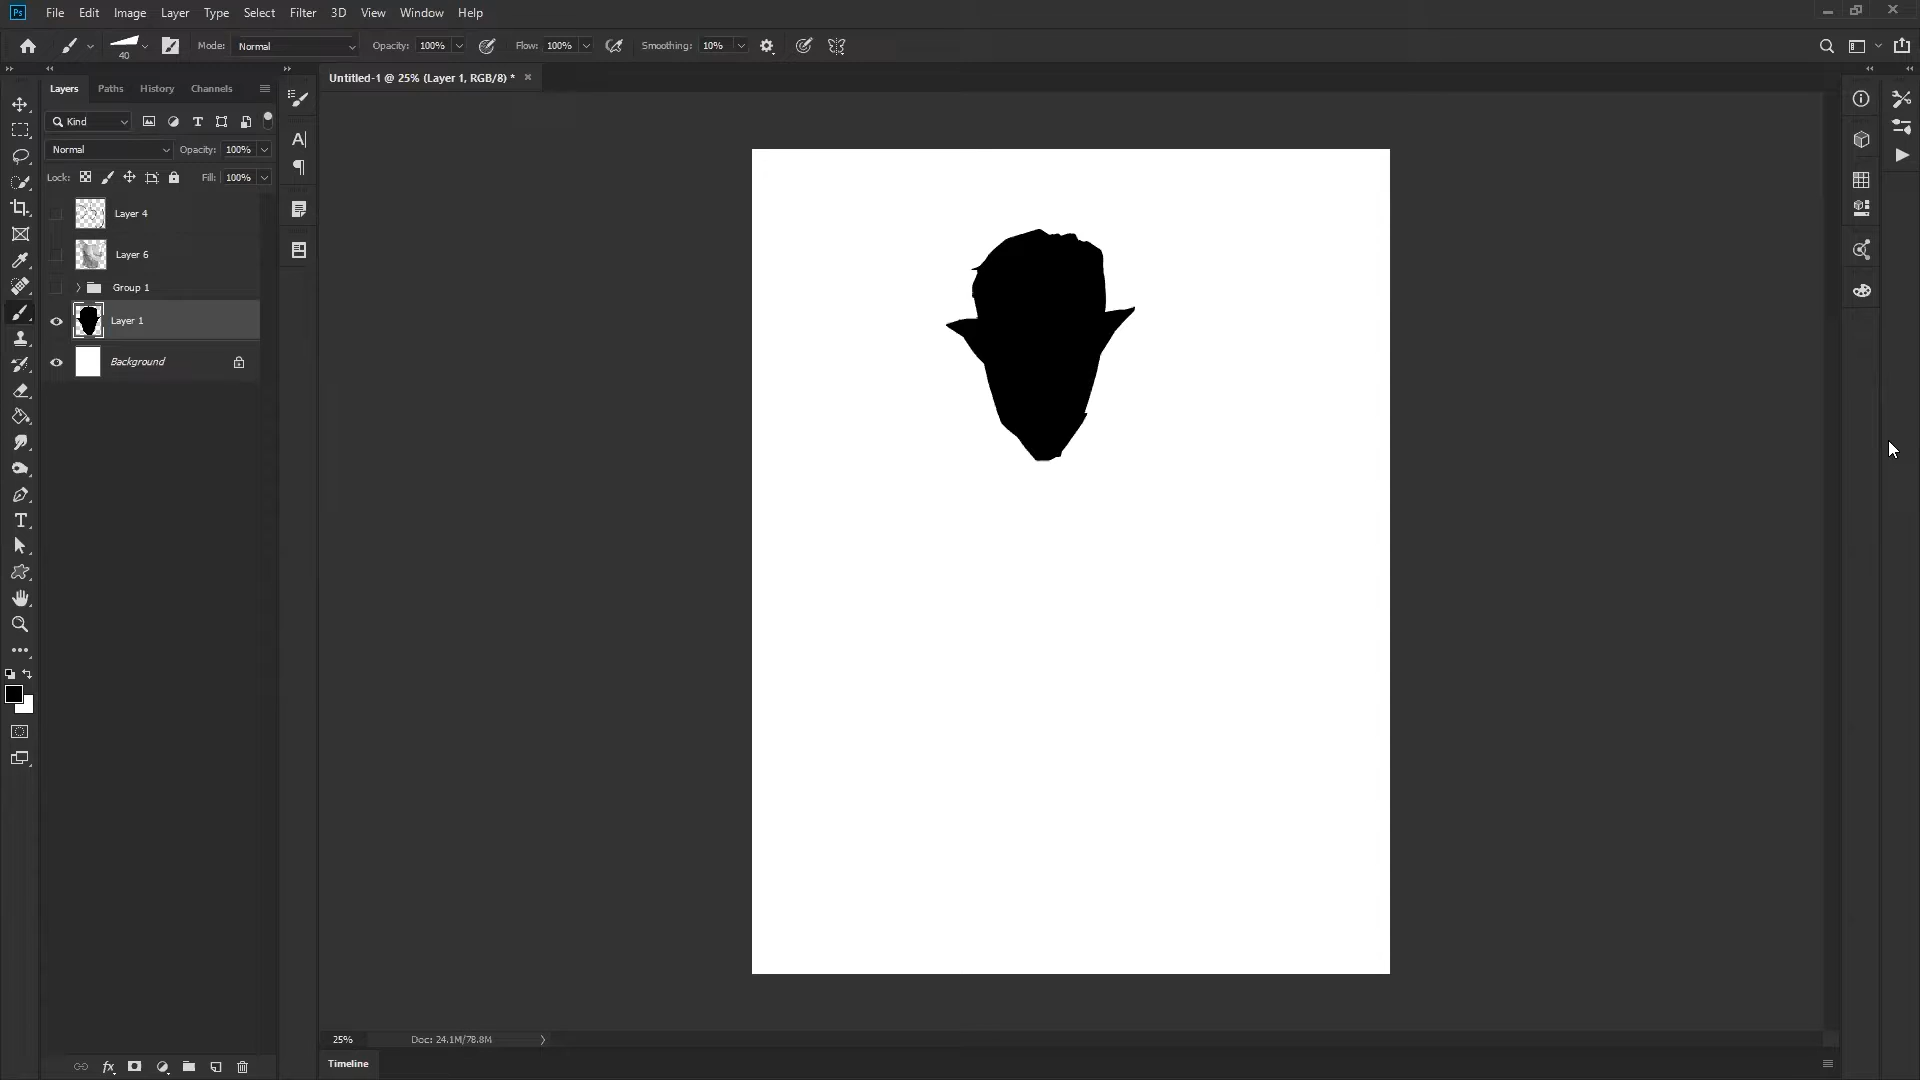 Ps File Edit Image Layer Type Select Filter 3D View Window Help
40 Mode: Normal Opacity: 100% Flow: 100% Smoothing: 10%
Untitled-1 @ 25% (Layer 1, RGB/8) *
Layers Paths History Channels
Kind
Normal Opacity: 100%
Lock: Fill: 100%
Layer 4
Layer 6
Group 1
Layer 1
Background
25% Doc: 24.1M/78.8M
Timeline